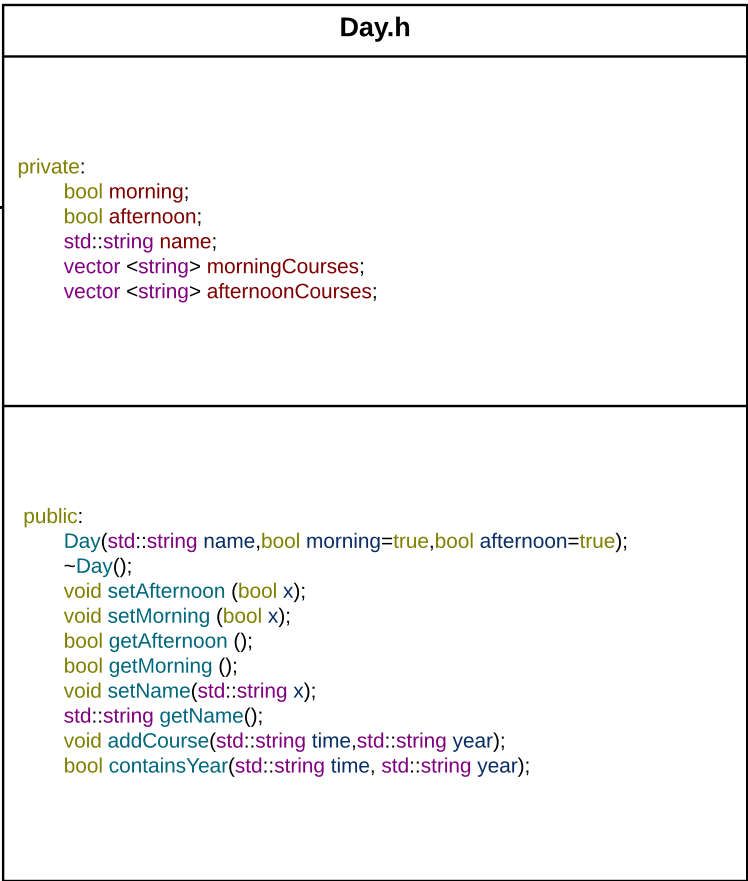 Day.h
private:
bool morning;
bool afternoon;
std::string name;
vector <string> morningCourses;
vector <string> afternoonCourses;
public:
Day(std::string name,bool morning=true,bool afternoon=true);
~Day();
void setAfternoon (bool x);
void setMorning (bool x);
bool getAfternoon ();
bool getMorning ();
void setName(std::string x);
std::string getName();
void addCourse(std::string time,std::string year);
bool containsYear(std::string time, std::string year);